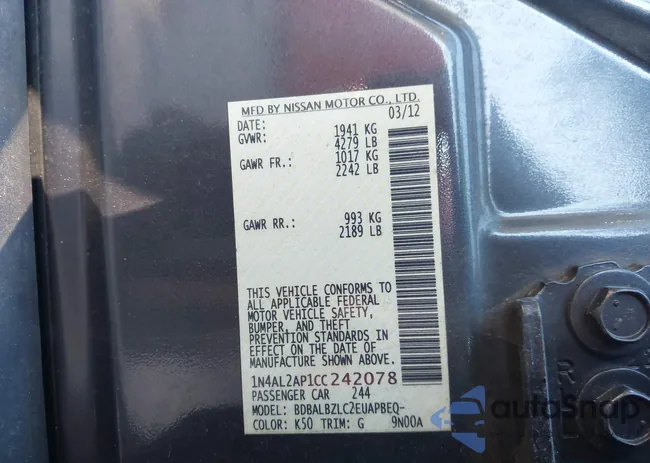 MFD BY NISSAN MOTOR CO., LTD.
DATE: 03/12
GVWR: 1941 KG
4279 LB
GAWR FR.: 1017 KG
2242 LB
GAWR RR.: 993 KG
2189 LB
THIS VEHICLE CONFORMS TO
ALL APPLICABLE FEDERAL
MOTOR VEHICLE SAFETY,
BUMPER, AND THEFT
PREVENTION STANDARDS IN
EFFECT ON THE DATE OF
MANUFACTURE SHOWN ABOVE.
1N4AL2AP1CC242078
PASSENGER CAR 244
MODEL: BDBALBZLC2EUAPBEQ-
COLOR: K50 TRIM: G 9N00A
autoSnap